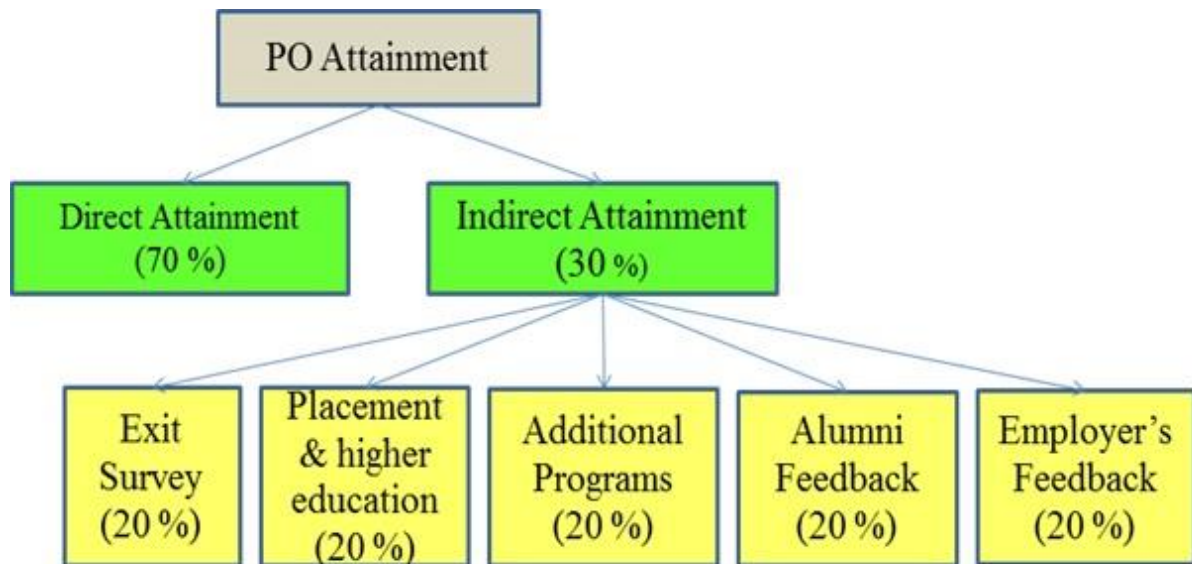 PO Attainment
Direct Attainment
(70 %)
Indirect Attainment
(30 %)
Exit
Survey
(20 %)
Placement
& higher
education
(20 %)
Additional
Programs
(20 %)
Alumni
Feedback
(20 %)
Employer’s
Feedback
(20 %)